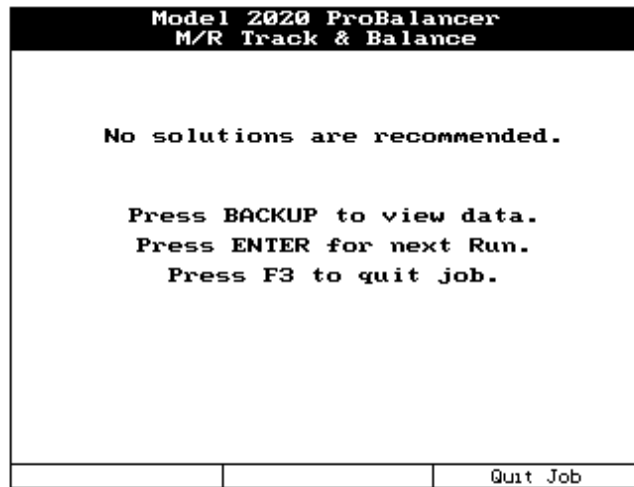 Model 2020 ProBalancer
M/R Track & Balance
No solutions are recommended.
Press BACKUP to view data.
Press ENTER for next Run.
Press F3 to quit job.
Quit Job